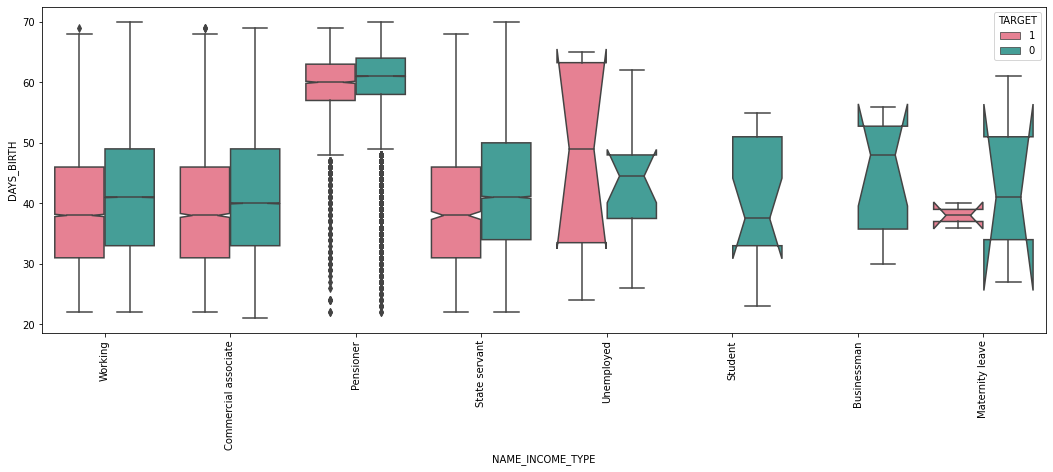 TARGET
1
0
70
60
50
40
30
20
DAYS_BIRTH
Working
Commercial associate
Pensioner
State servant
Unemployed
Student
Businessman
Maternity leave
NAME_INCOME_TYPE